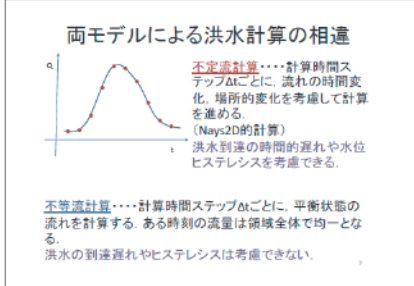 両モデルによる洪水計算の相違
Q
t
不定流計算････計算時間ス
テップΔtごとに，流れの時間変
化，場所的変化を考慮して計算
を進める．
（Nays2D的計算）
洪水到達の時間的遅れや水位
ヒステレシスを考慮できる．
不等流計算････計算時間ステップΔtごとに，平衡状態の
流れを計算する．ある時刻の流量は領域全体で均一とな
る．
洪水の到達遅れやヒステレシスは考慮できない．